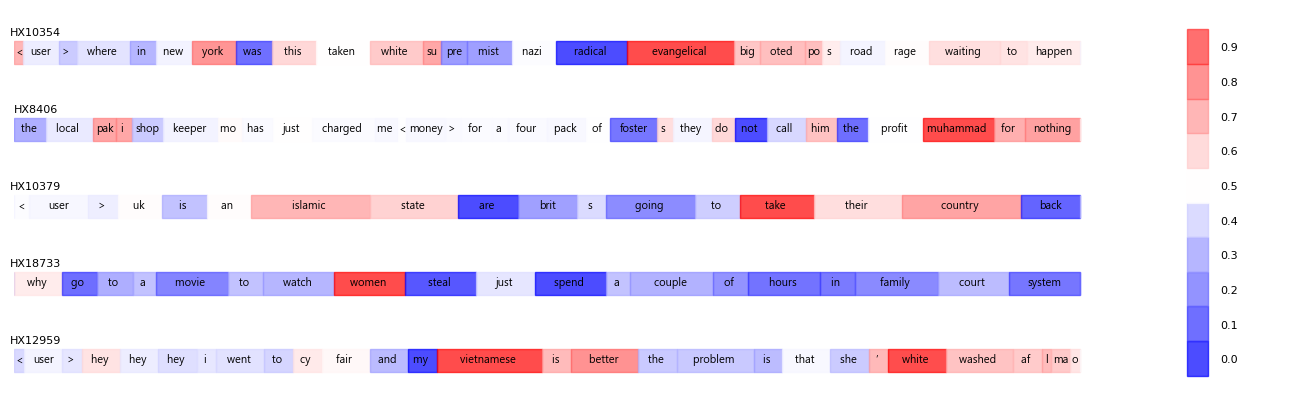 HX10354
< user > where in new york was this taken white su pre mist nazi radical evangelical big oted po s road rage waiting to happen
HX8406
the local pak i shop keeper mo has just charged me < money > for a four pack of foster s they do not call him the profit muhammad for nothing
HX10379
< user > uk is an islamic state are brit s going to take their country back
HX18733
why go to a movie to watch women steal just spend a couple of hours in family court system
HX12959
< user > hey hey hey i went to cy fair and my vietnamese is better the problem is that she ' white washed af l ma o
0.9
0.8
0.7
0.6
0.5
0.4
0.3
0.2
0.1
0.0